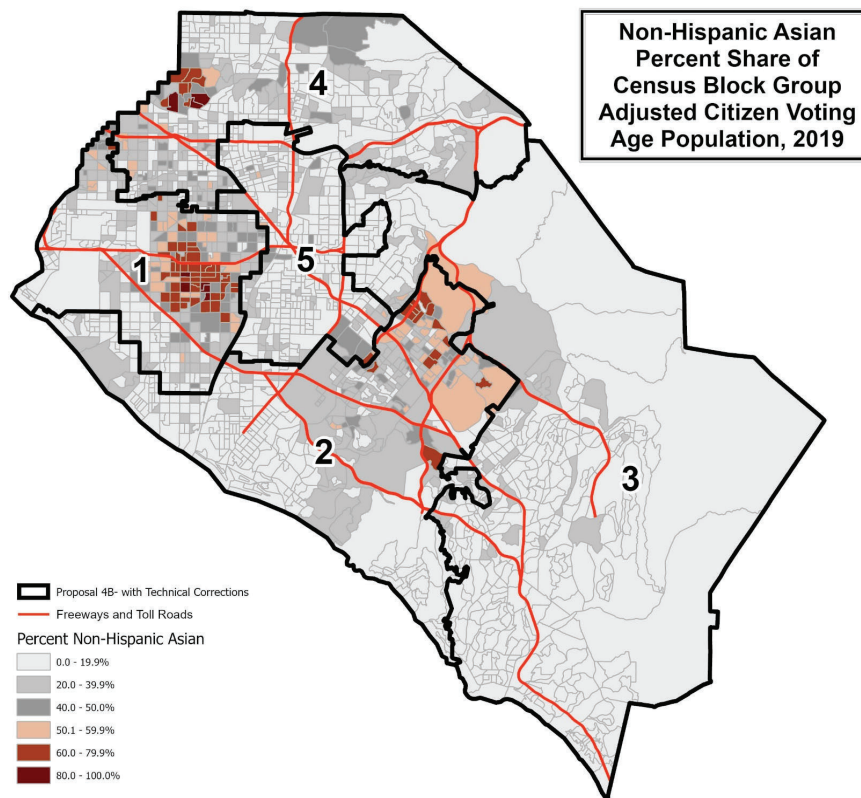 Non-Hispanic Asian
Percent Share of
Census Block Group
Adjusted Citizen Voting
Age Population, 2019
4
1
5
2
3
Proposal 4B- with Technical Corrections
Freeways and Toll Roads
Percent Non-Hispanic Asian
0.0 - 19.9%
20.0 - 39.9%
40.0 - 50.0%
50.1 - 59.9%
60.0 - 79.9%
80.0 - 100.0%